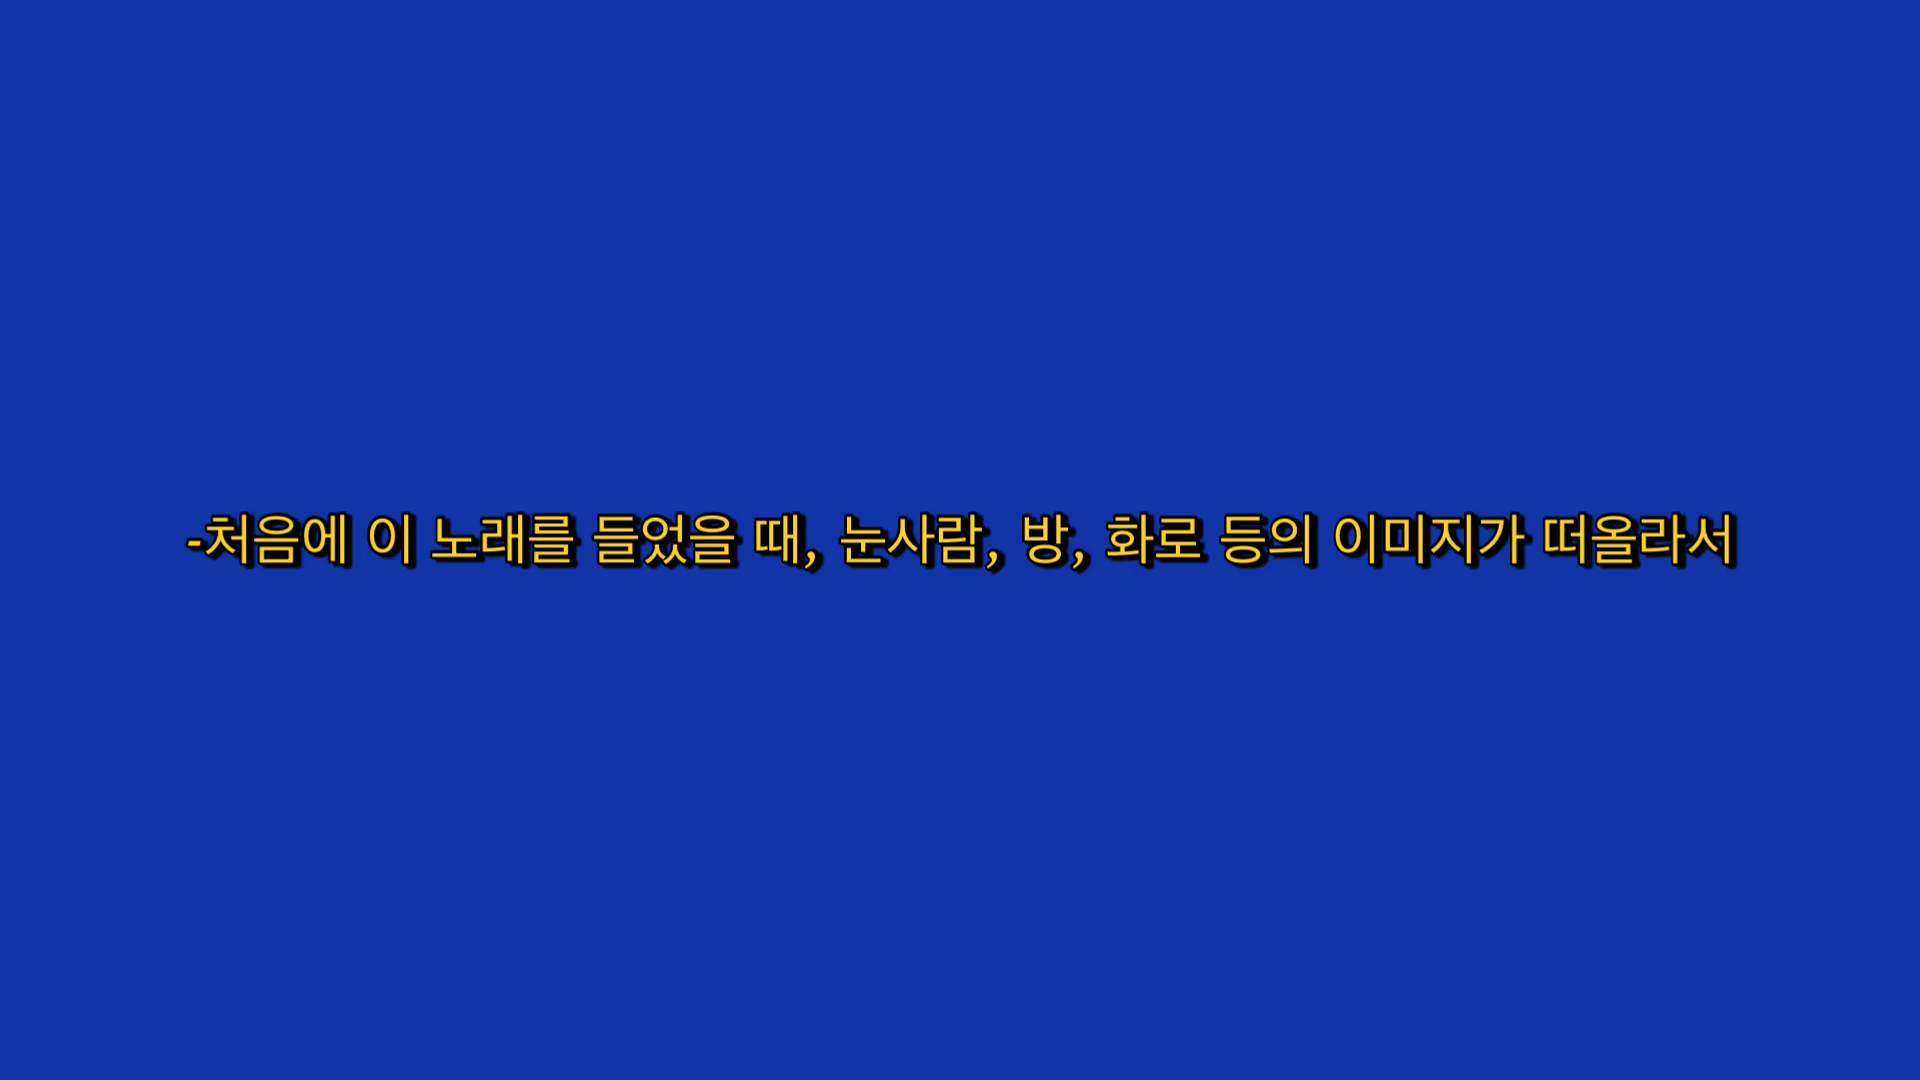 -처음에 이 노래를 들었을 때, 눈사람, 방, 화로 등의 이미지가 떠올라서